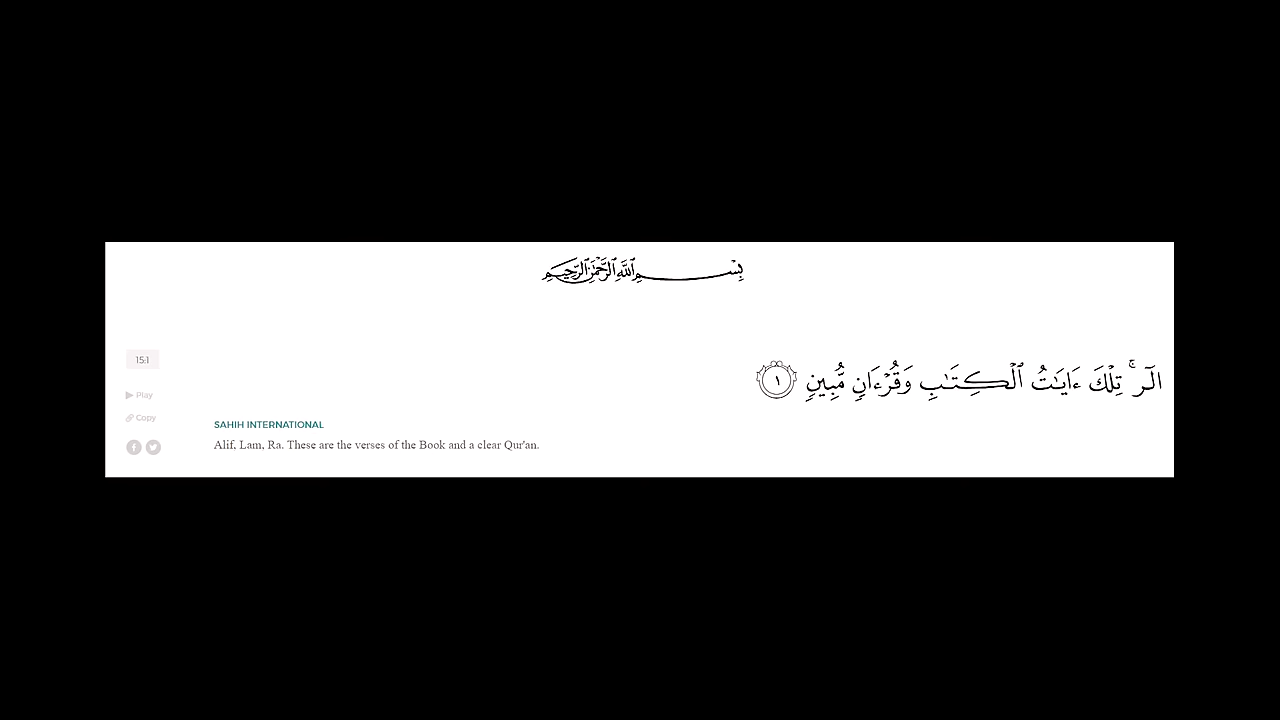 بِسْمِ ٱللَّهِ ٱلرَّحْمَٰنِ ٱلرَّحِيمِ
15:1
الٓر ۚ تِلْكَ ءَايَـٰتُ ٱلْكِتَـٰبِ وَقُرْءَانٍ مُّبِينٍ ١
Play
Copy
SAHIH INTERNATIONAL
Alif, Lam, Ra. These are the verses of the Book and a clear Qur'an.